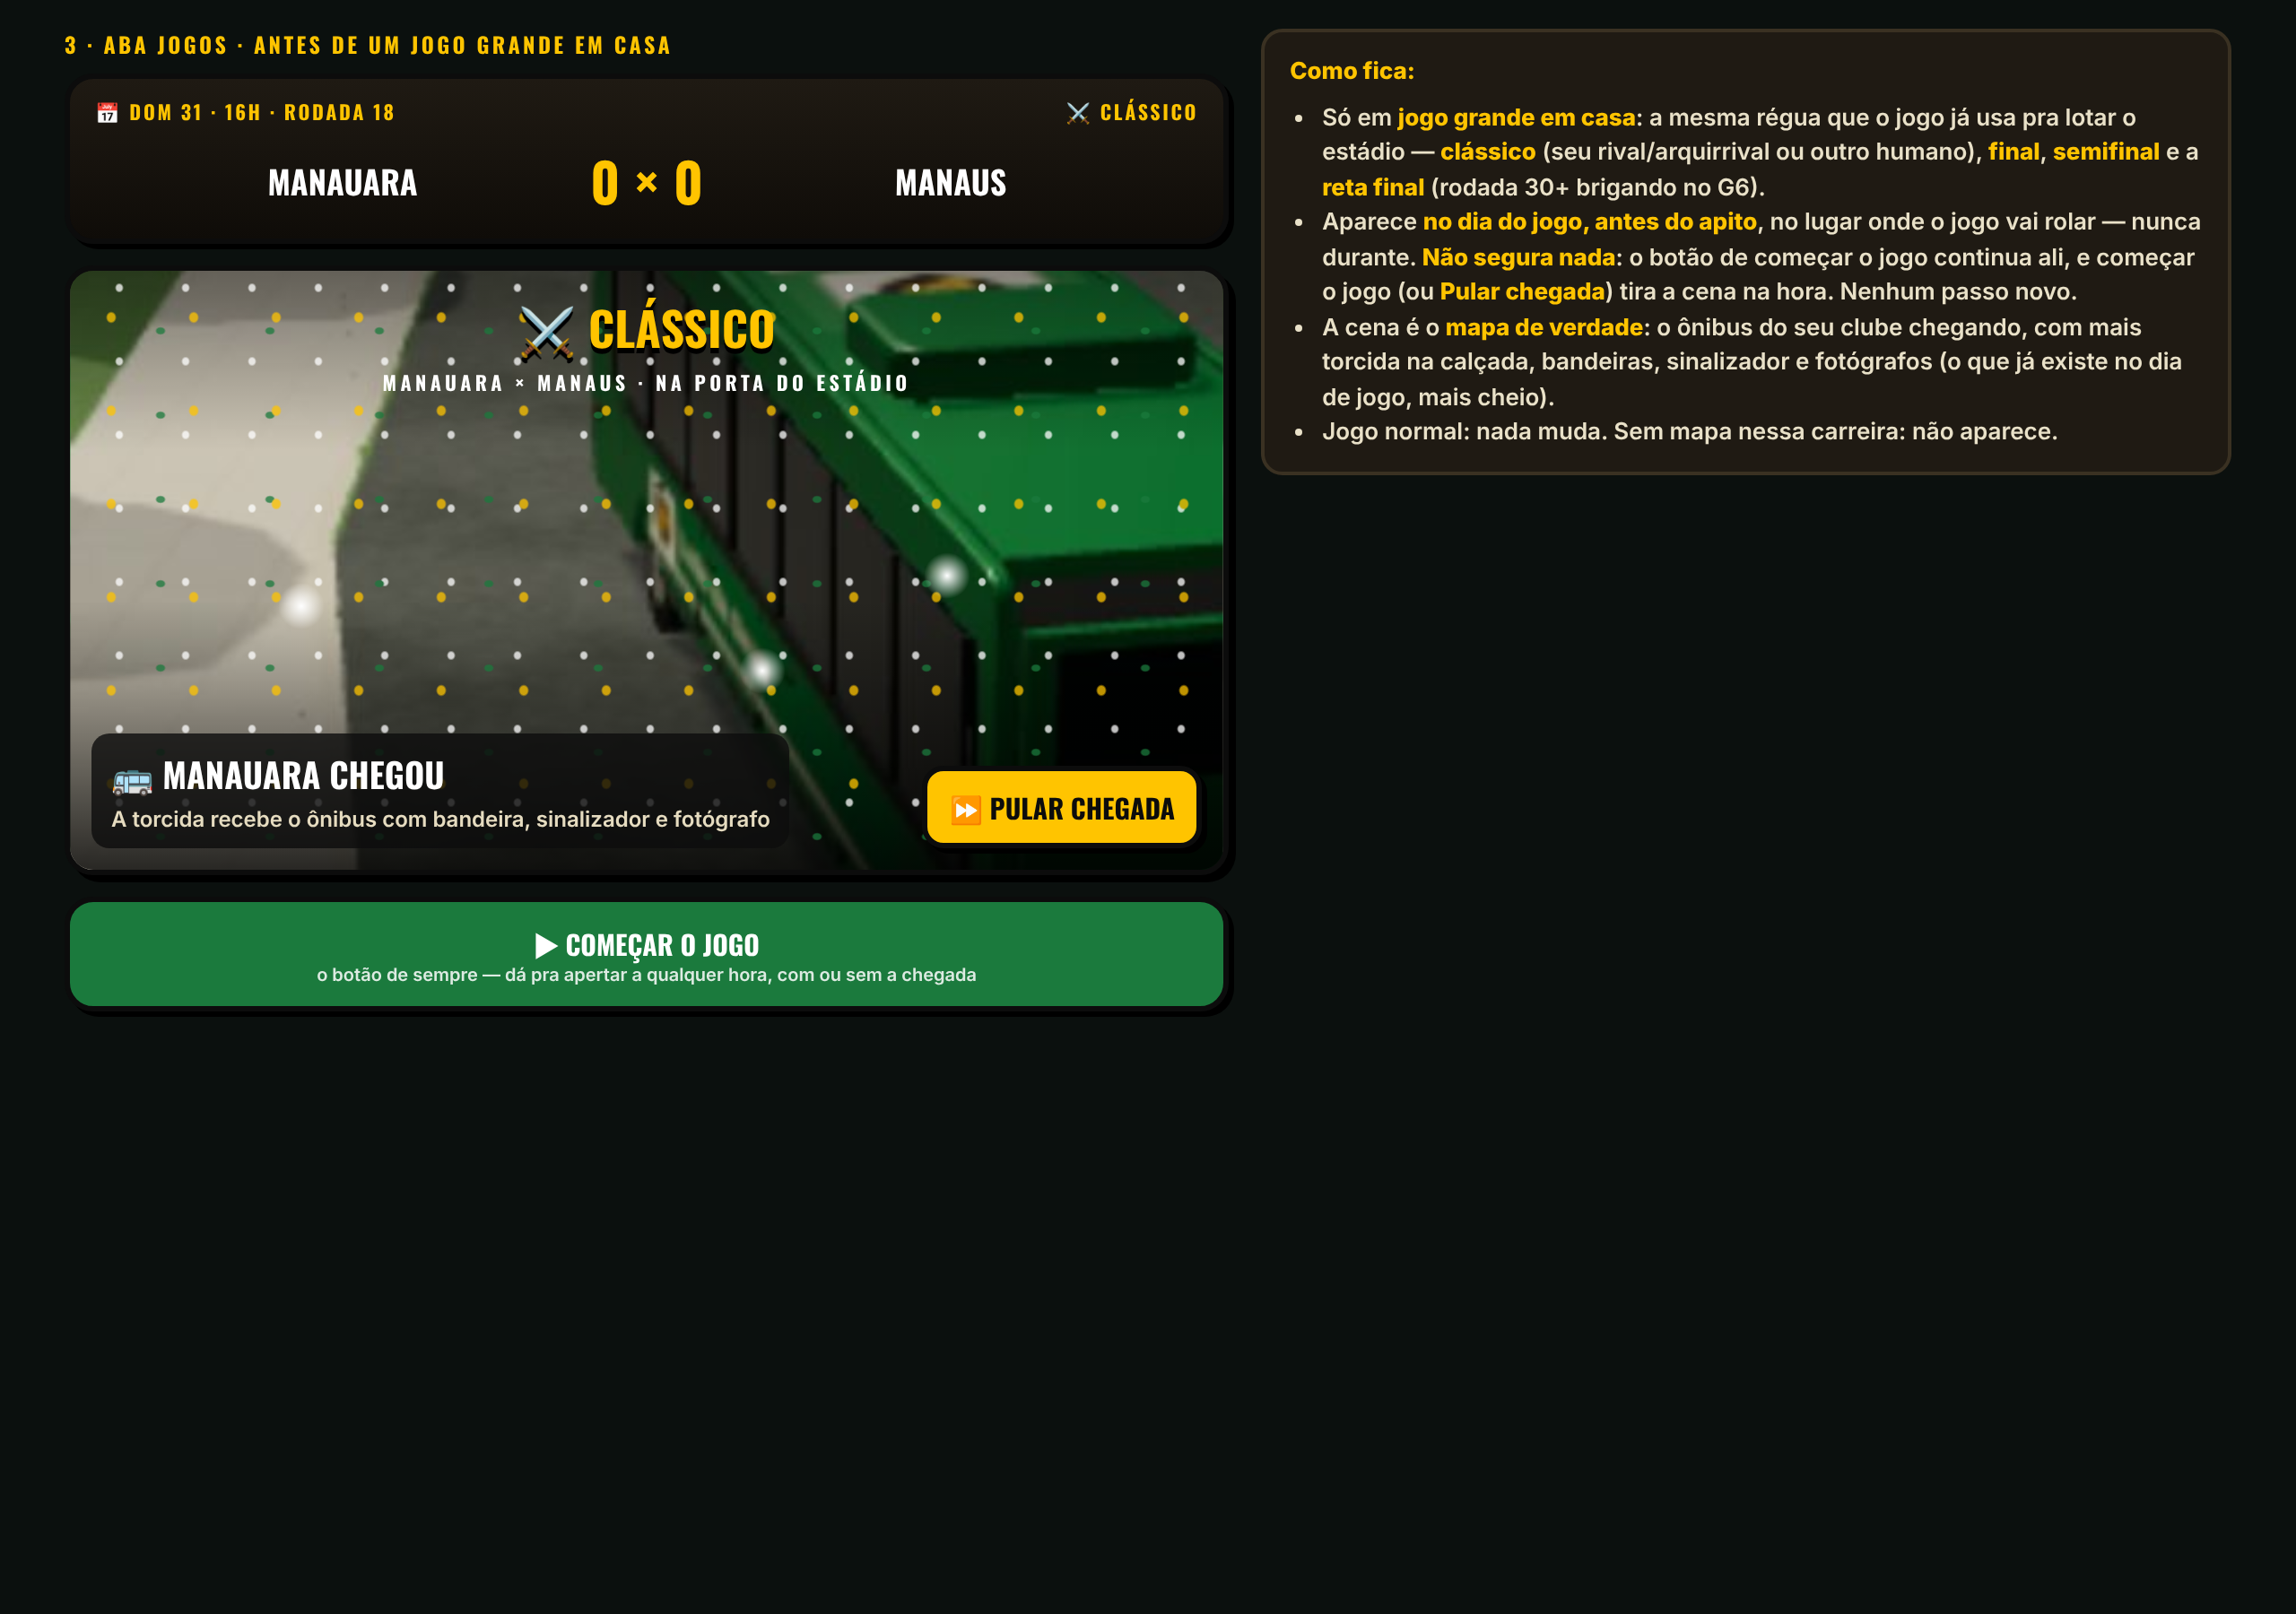 3 · ABA JOGOS · ANTES DE UM JOGO GRANDE EM CASA
DOM 31 · 16H · RODADA 18
⚔️ CLÁSSICO
MANAUARA
0 × 0
MANAUS
⚔️ CLÁSSICO
MANAUARA × MANAUS · NA PORTA DO ESTÁDIO
MANAUARA CHEGOU
A torcida recebe o ônibus com bandeira, sinalizador e fotógrafo
⏩ PULAR CHEGADA
▶ COMEÇAR O JOGO
o botão de sempre — dá pra apertar a qualquer hora, com ou sem a chegada
Como fica:
• Só em jogo grande em casa: a mesma régua que o jogo já usa pra lotar o
estádio — clássico (seu rival/arquirrival ou outro humano), final, semifinal e a
reta final (rodada 30+ brigando no G6).
• Aparece no dia do jogo, antes do apito, no lugar onde o jogo vai rolar — nunca
durante. Não segura nada: o botão de começar o jogo continua ali, e começar
o jogo (ou Pular chegada) tira a cena na hora. Nenhum passo novo.
• A cena é o mapa de verdade: o ônibus do seu clube chegando, com mais
torcida na calçada, bandeiras, sinalizador e fotógrafos (o que já existe no dia
de jogo, mais cheio).
• Jogo normal: nada muda. Sem mapa nessa carreira: não aparece.